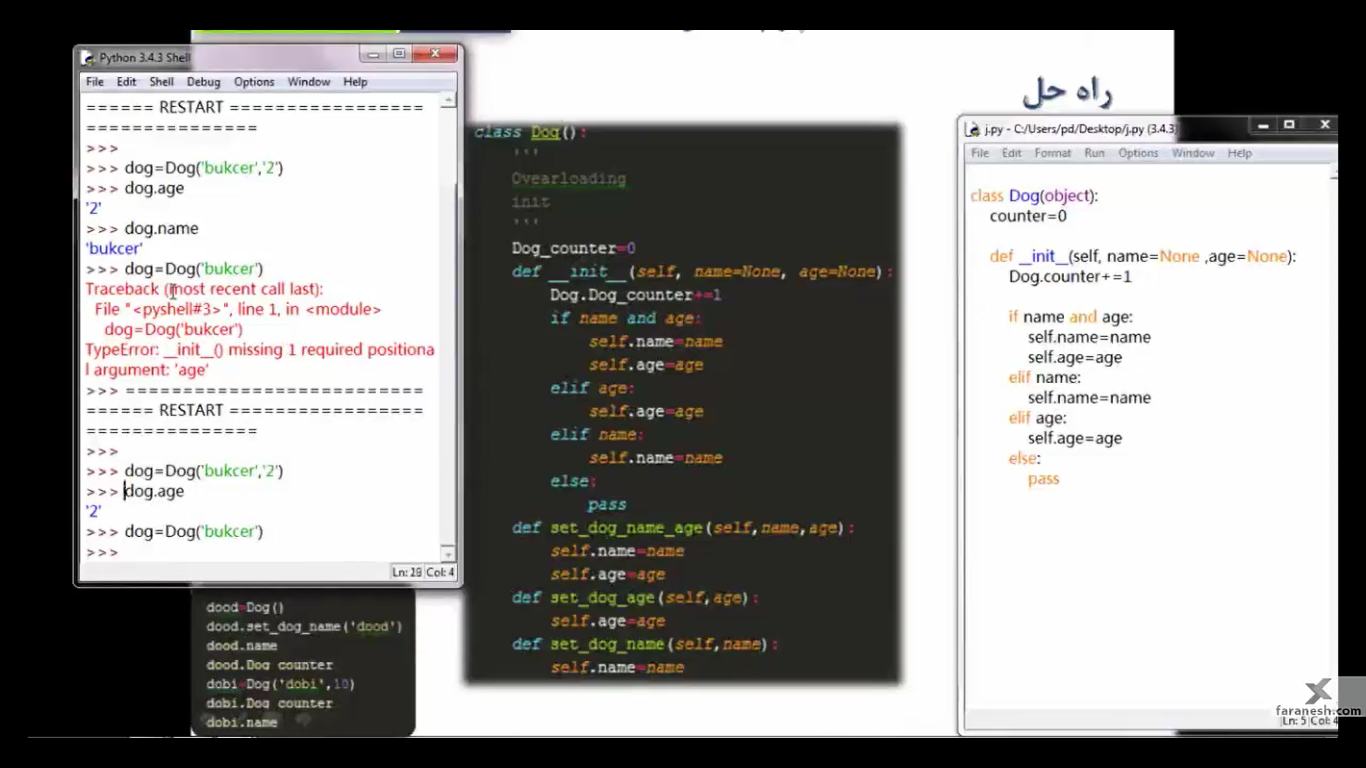 Python 3.4.3 Shell
File Edit Shell Debug Options Window Help
====== RESTART =================
===============
>>>
>>> dog=Dog('bukcer','2')
>>> dog.age
'2'
>>> dog.name
'bukcer'
>>> dog=Dog('bukcer')
Traceback (most recent call last):
File "<pyshell#3>", line 1, in <module>
dog=Dog('bukcer')
TypeError: __init__() missing 1 required positiona
l argument: 'age'
>>> ==========================
====== RESTART =================
===============
>>>
>>> dog=Dog('bukcer','2')
>>> dog.age
'2'
>>> dog=Dog('bukcer')
>>>
Ln: 28 Col: 4
dood=Dog()
dood.set_dog_name('dood')
dood.name
dood.Dog counter
dobi=Dog('dobi',10)
dobi.Dog counter
dobi.name
class Dog():
'''
Ovearloading
init
'''
Dog_counter=0
def __init__(self, name=None, age=None):
Dog.Dog_counter+=1
if name and age:
self.name=name
self.age=age
elif age:
self.age=age
elif name:
self.name=name
else:
pass
def set_dog_name_age(self,name,age):
self.name=name
self.age=age
def set_dog_age(self,age):
self.age=age
def set_dog_name(self,name):
self.name=name
راه حل
j.py - C:/Users/pd/Desktop/j.py (3.4.3)
File Edit Format Run Options Window Help
class Dog(object):
counter=0
def __init__(self, name=None ,age=None):
Dog.counter+=1
if name and age:
self.name=name
self.age=age
elif name:
self.name=name
elif age:
self.age=age
else:
pass
faranesh.com
Ln: 5 Col: 4